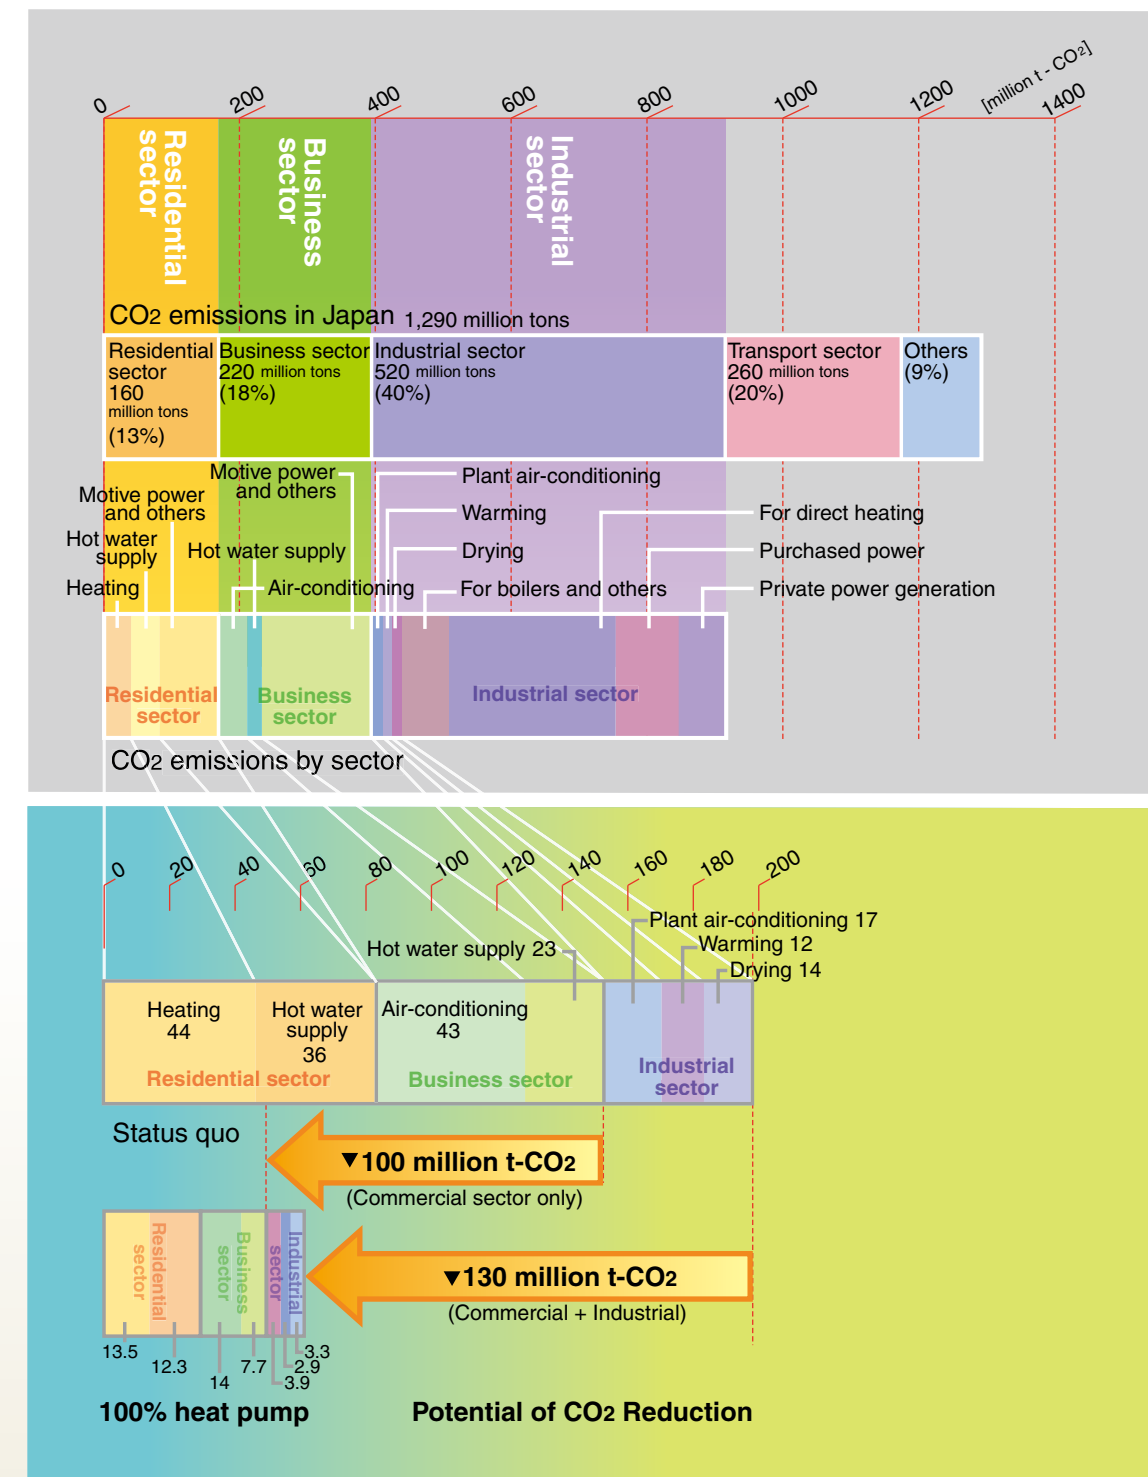 0
200
400
600
800
1000
1200
1400
[million t - CO2]
Residential
sector
Business
sector
Industrial
sector
CO2 emissions in Japan 1,290 million tons
Residential
sector
160
million tons
(13%)
Business sector
220 million tons
(18%)
Industrial sector
520 million tons
(40%)
Transport sector
260 million tons
(20%)
Others
(9%)
Motive power
and others
Hot water
supply
Heating
Motive power
and others
Hot water supply
Air-conditioning
Plant air-conditioning
Warming
Drying
For boilers and others
For direct heating
Purchased power
Private power generation
Residential
sector
Business
sector
Industrial sector
CO2 emissions by sector
0
20
40
60
80
100
120
140
160
180
200
Plant air-conditioning 17
Hot water supply 23
Warming 12
Drying 14
Heating
44
Hot water
supply
36
Residential sector
Air-conditioning
43
Business sector
Industrial
sector
Status quo
▼100 million t-CO2
(Commercial sector only)
Residential
sector
Business
sector
Industrial
sector
▼130 million t-CO2
(Commercial + Industrial)
13.5
12.3
14
7.7
3.9
2.9
3.3
100% heat pump
Potential of CO2 Reduction